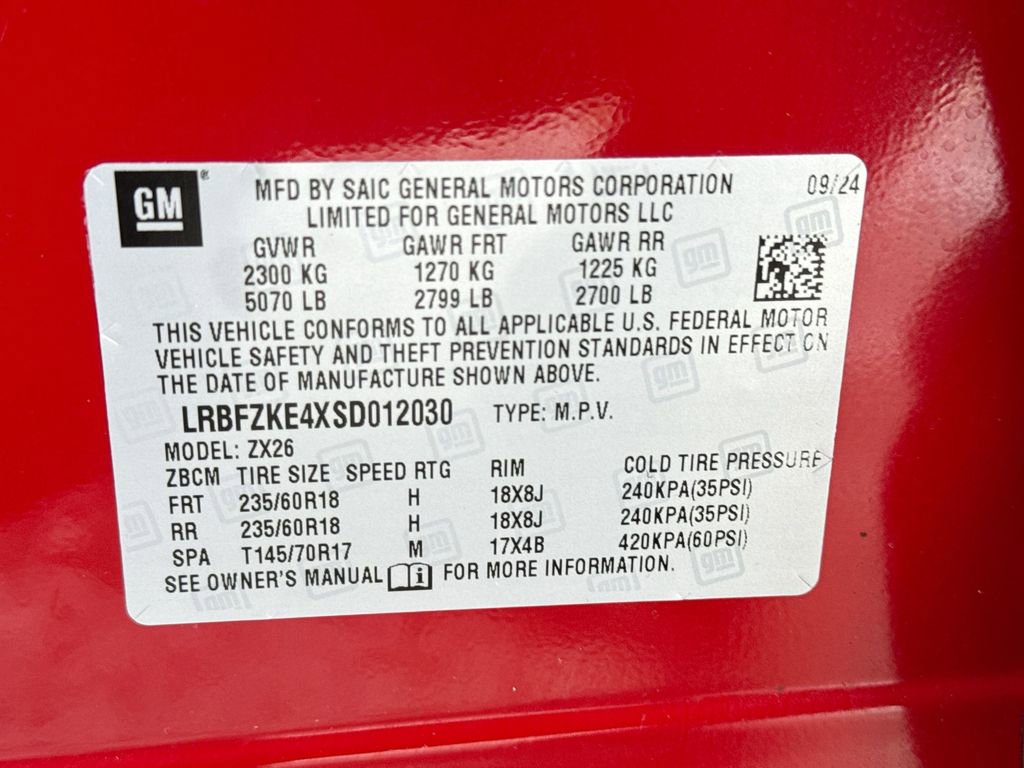 GM®
MFD BY SAIC GENERAL MOTORS CORPORATION 09/24
LIMITED FOR GENERAL MOTORS LLC
GVWR GAWR FRT GAWR RR
2300 KG 1270 KG 1225 KG
5070 LB 2799 LB 2700 LB
THIS VEHICLE CONFORMS TO ALL APPLICABLE U.S. FEDERAL MOTOR
VEHICLE SAFETY AND THEFT PREVENTION STANDARDS IN EFFECT ON
THE DATE OF MANUFACTURE SHOWN ABOVE.
LRBFZKE4XSD012030 TYPE: M.P.V.
MODEL: ZX26
ZBCM TIRE SIZE SPEED RTG RIM COLD TIRE PRESSURE
FRT 235/60R18 H 18X8J 240KPA(35PSI)
RR 235/60R18 H 18X8J 240KPA(35PSI)
SPA T145/70R17 M 17X4B 420KPA(60PSI)
SEE OWNER'S MANUAL i FOR MORE INFORMATION.